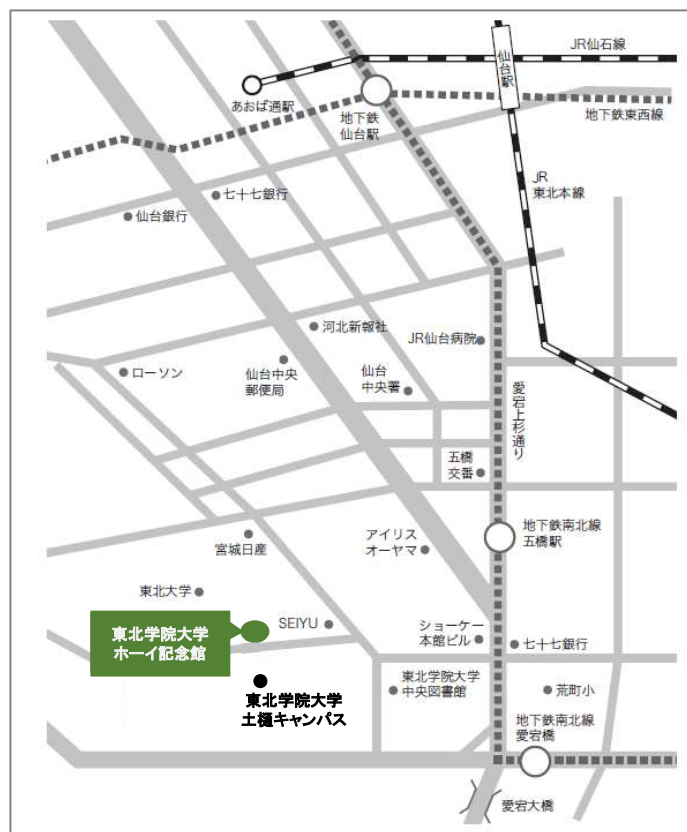 JR仙石線
仙台駅
あおば通駅
地下鉄
仙台駅
地下鉄東西線
JR
東北本線
七十七銀行
仙台銀行
河北新報社
JR仙台病院
ローソン
仙台中央
郵便局
仙台
中央署
愛宕上杉通り
五橋
交番
地下鉄南北線
五橋駅
宮城日産
アイリス
オーヤマ
東北大学
SEIYU
東北学院大学
ホーイ記念館
ショーケー
本館ビル
七十七銀行
東北学院大学
中央図書館
荒町小
東北学院大学
土樋キャンパス
地下鉄南北線
愛宕橋
愛宕大橋